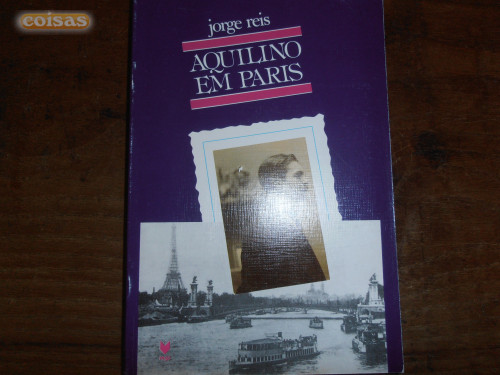 coisas
jorge reis
AQUILINO
EM PARIS